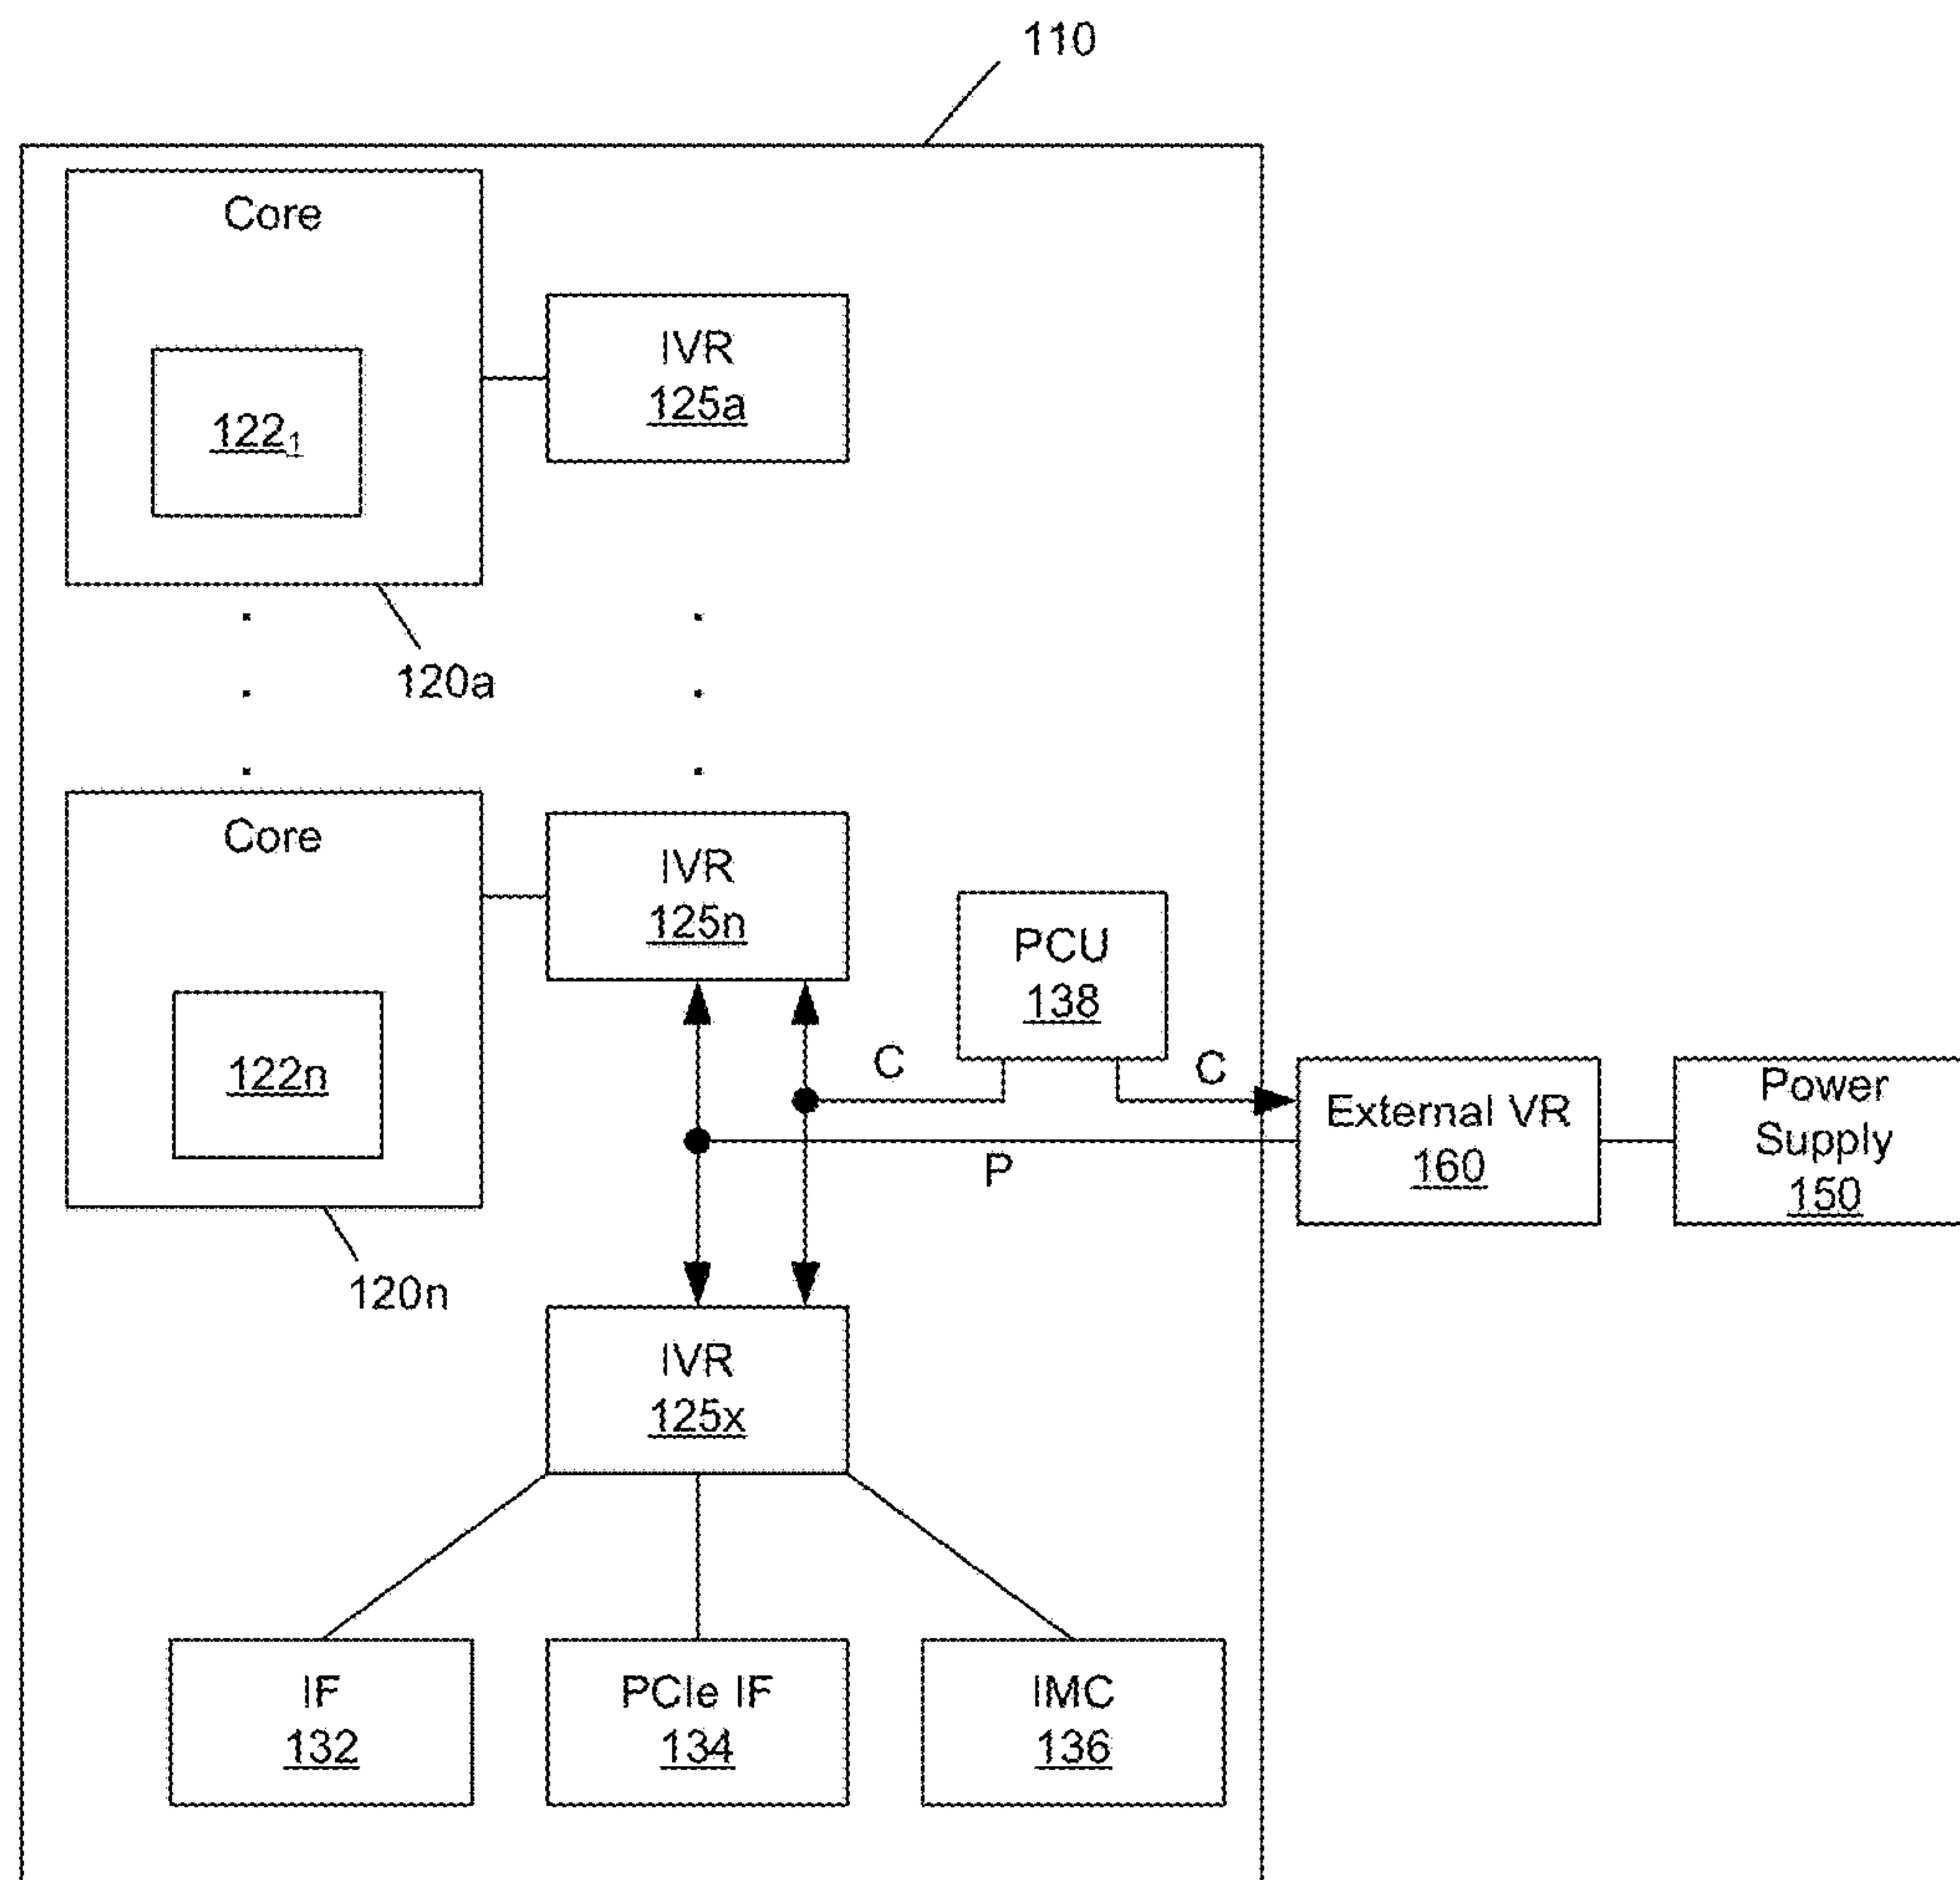 110
Core
IVR
125a
122₁
120a
Core
IVR
125n
PCU
138
122n
C
C
External VR
160
Power
Supply
150
P
120n
IVR
125x
IF
132
PCIe IF
134
IMC
136